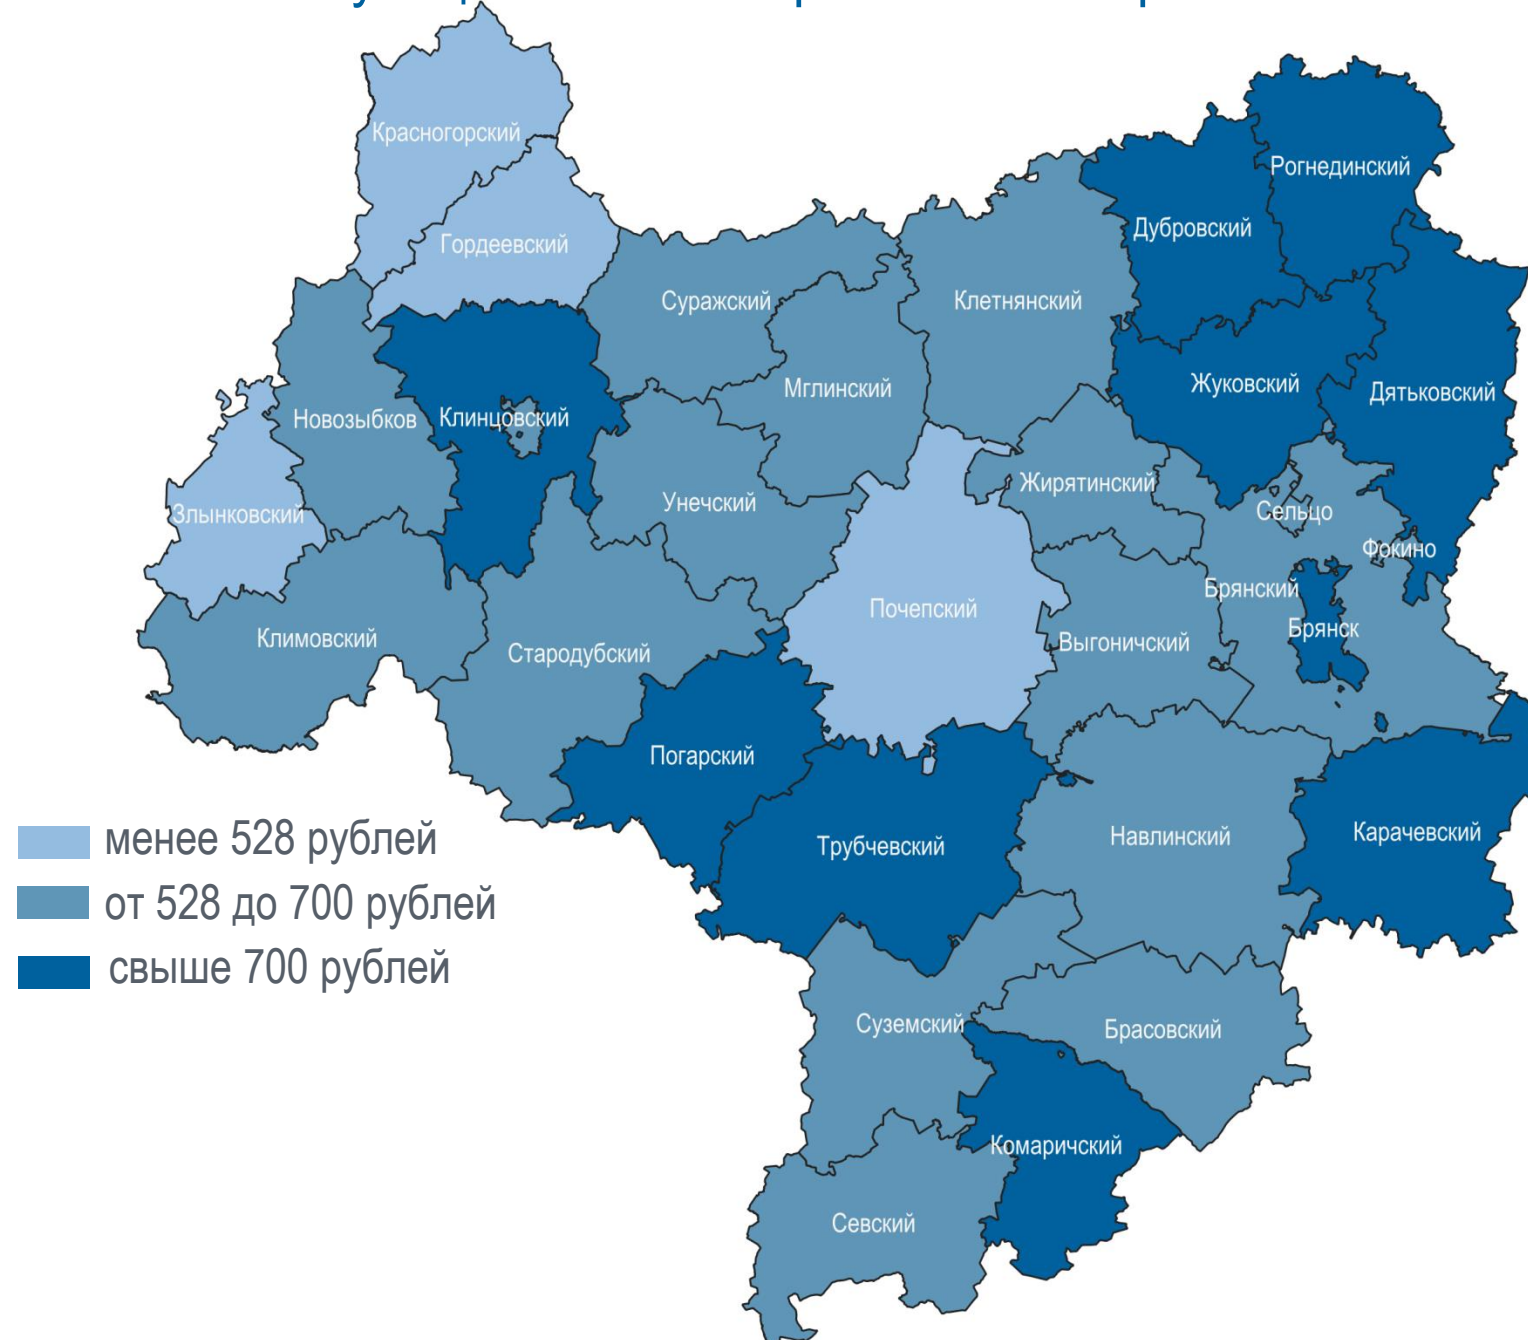 Красногорский
Рогнединский
Дубровский
Гордеевский
Суражский
Клетнянский
Мглинский
Жуковский
Дятьковский
Новозыбков
Клинцовский
Жирятинский
Унечский
Злынковский
Сельцо
Фокино
Брянский
Почепский
Брянск
Климовский
Выгоничский
Стародубский
Погарский
Трубчевский
Навлинский
Карачевский
менее 528 рублей
от 528 до 700 рублей
свыше 700 рублей
Суземский
Брасовский
Комаричский
Севский